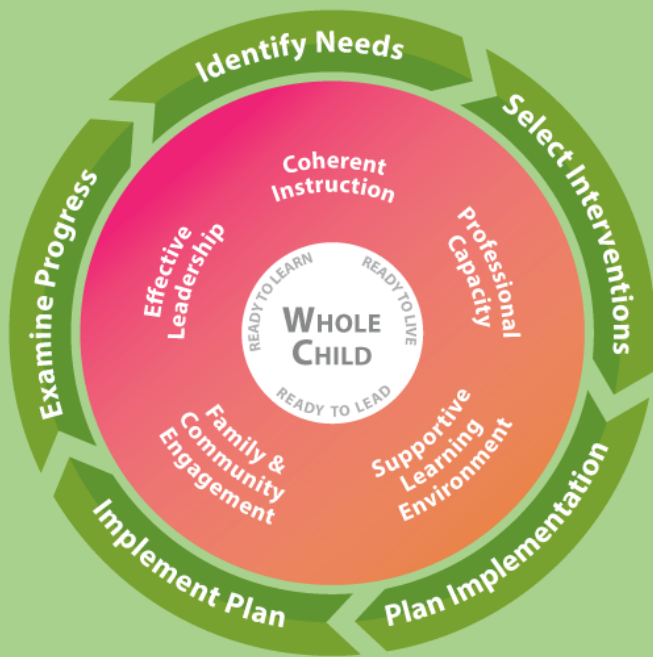 Identify Needs
Select Interventions
Plan Implementation
Implement Plan
Examine Progress
Coherent
Instruction
Professional
Capacity
Supportive
Learning
Environment
Family &
Community
Engagement
Effective
Leadership
READY TO LEARN
READY TO LIVE
READY TO LEAD
WHOLE
CHILD